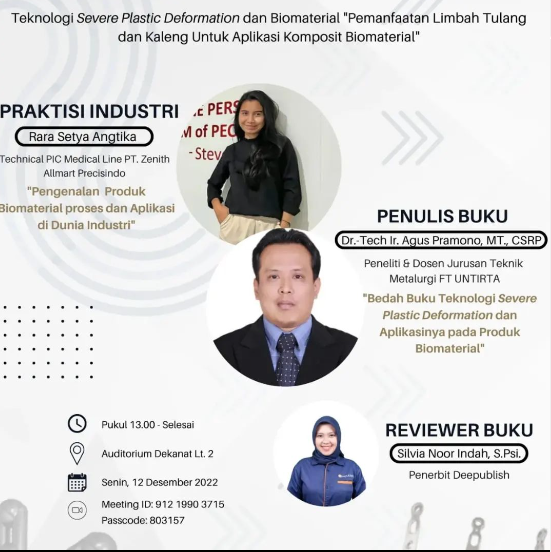 Teknologi Severe Plastic Deformation dan Biomaterial "Pemanfaatan Limbah Tulang
dan Kaleng Untuk Aplikasi Komposit Biomaterial"
PRAKTISI INDUSTRI
Rara Setya Angtika
Technical PIC Medical Line PT. Zenith
Allmart Precisindo
"Pengenalan Produk
Biomaterial proses dan Aplikasi
di Dunia Industri"
E PERS
M of PEO
- Stev
PENULIS BUKU
Dr.-Tech Ir. Agus Pramono, MT., CSRP
Peneliti & Dosen Jurusan Teknik
Metalurgi FT UNTIRTA
"Bedah Buku Teknologi Severe
Plastic Deformation dan
Aplikasinya pada Produk
Biomaterial"
REVIEWER BUKU
Silvia Noor Indah, S.Psi.
Penerbit Deepublish
Pukul 13.00 - Selesai
Auditorium Dekanat Lt. 2
Senin, 12 Desember 2022
Meeting ID: 912 1990 3715
Passcode: 803157